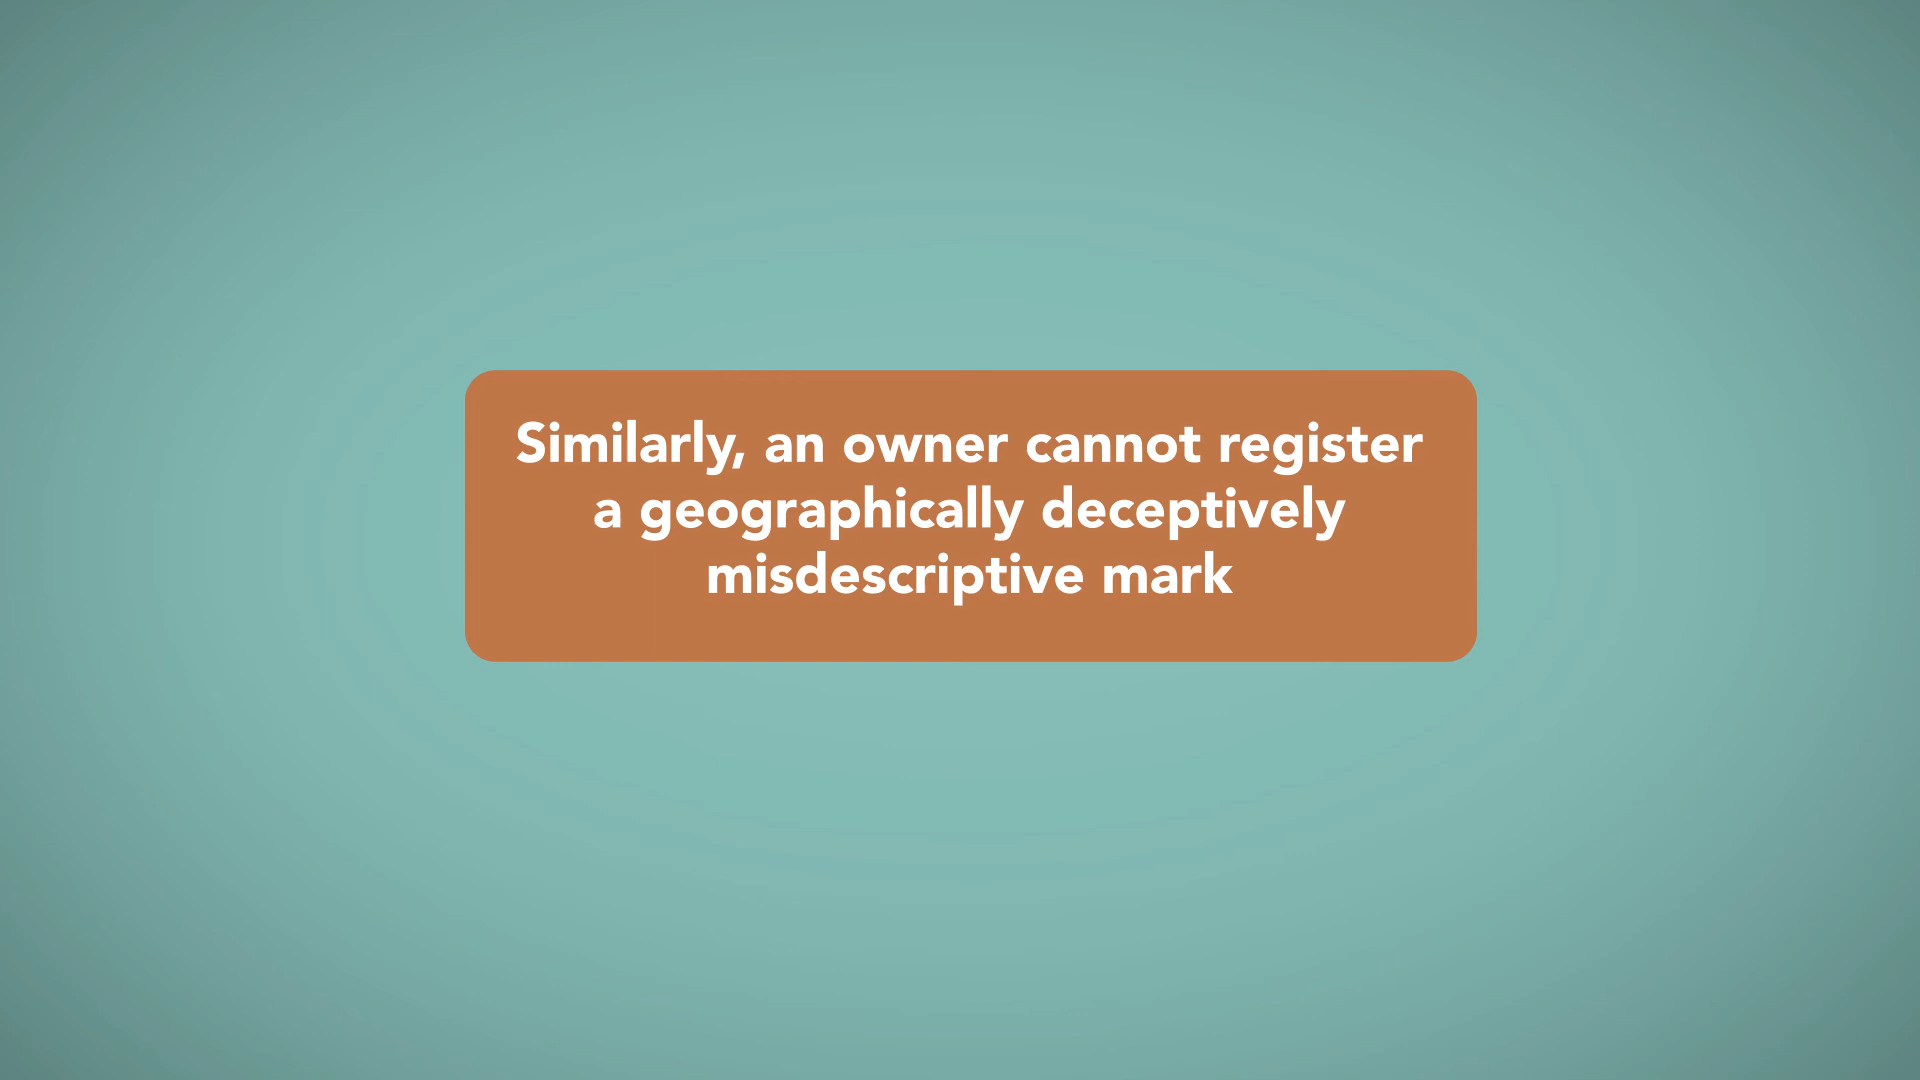 Similarly, an owner cannot register
a geographically deceptively
misdescriptive mark